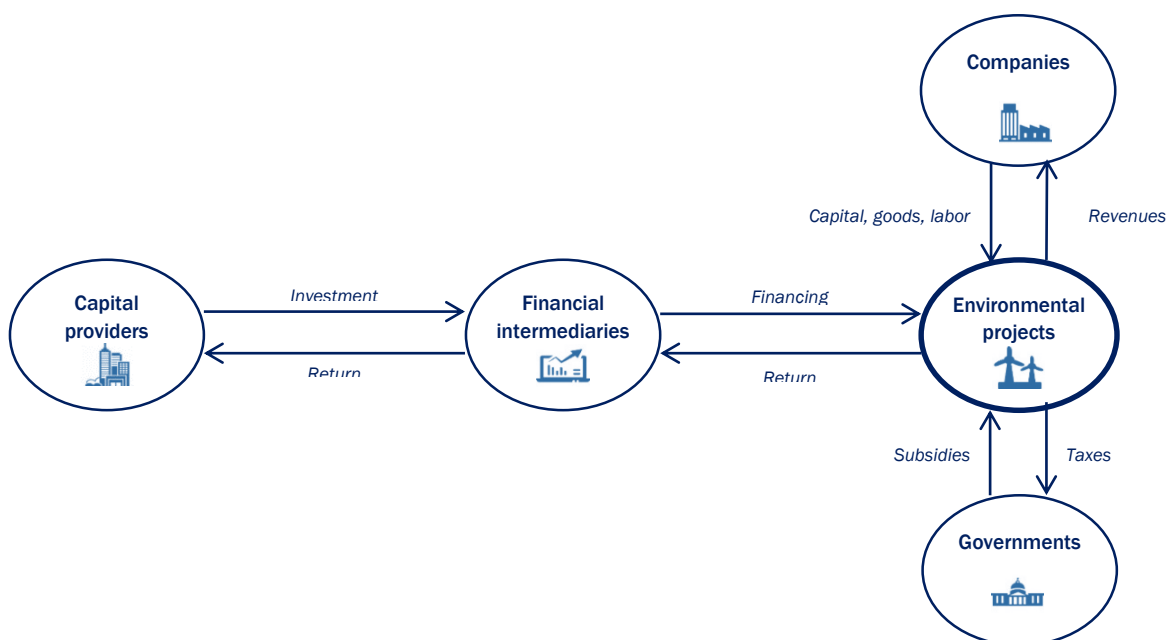 Companies
Capital, goods, labor
Revenues
Capital
providers
Investment
Return
Financial
intermediaries
Financing
Return
Environmental
projects
Subsidies
Taxes
Governments